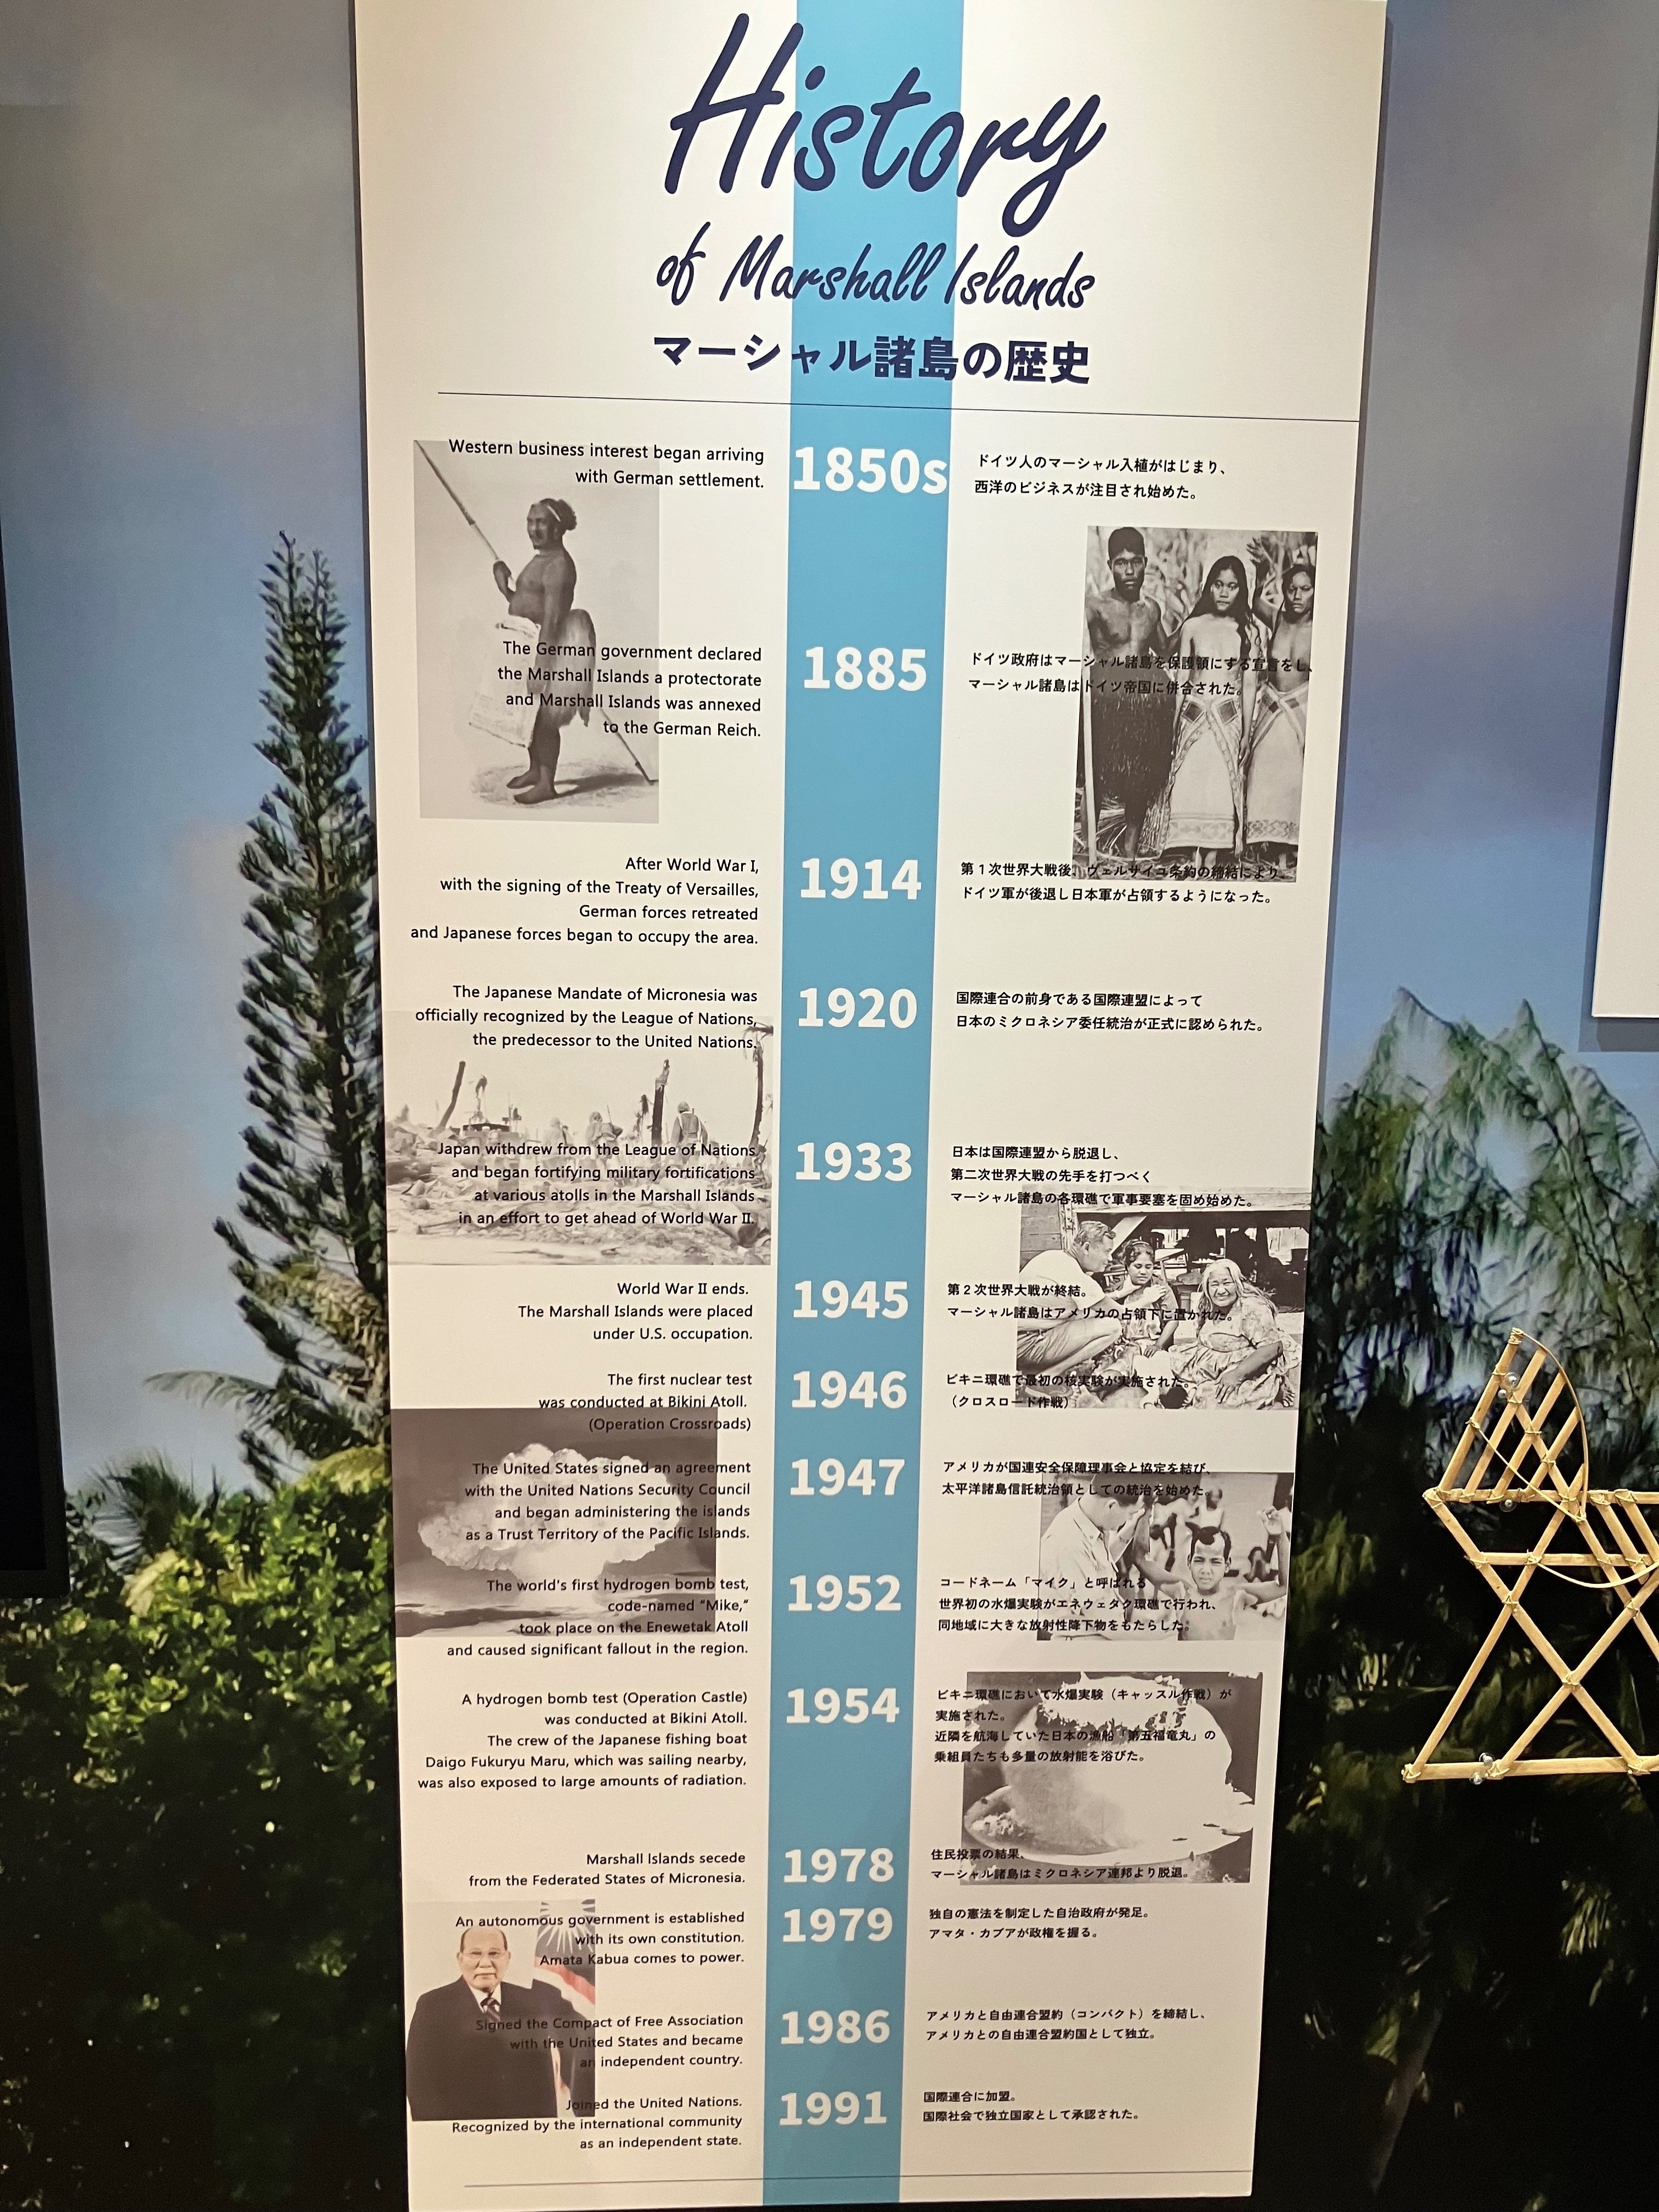 History
of Marshall Islands
マーシャル諸島の歴史
Western business interest began arriving
with German settlement.
1850s
ドイツ人のマーシャル入植がはじまり、
西洋のビジネスが注目され始めた。
The German government declared
the Marshall Islands a protectorate
and Marshall Islands was annexed
to the German Reich.
1885
ドイツ政府はマーシャル諸島を保護領にする宣言をし、
マーシャル諸島はドイツ帝国に併合された。
After World War I,
with the signing of the Treaty of Versailles,
German forces retreated
and Japanese forces began to occupy the area.
1914
第1次世界大戦後、ヴェルサイユ条約の締結により、
ドイツ軍が後退し日本軍が占領するようになった。
The Japanese Mandate of Micronesia was
officially recognized by the League of Nations,
the predecessor to the United Nations.
1920
国際連合の前身である国際連盟によって
日本のミクロネシア委任統治が正式に認められた。
Japan withdrew from the League of Nations
and began fortifying military fortifications
at various atolls in the Marshall Islands
in an effort to get ahead of World War II.
1933
日本は国際連盟から脱退し、
第二次世界大戦の先手を打つべく
マーシャル諸島の各環礁で軍事要塞を固め始めた。
World War II ends.
The Marshall Islands were placed
under U.S. occupation.
1945
第2次世界大戦が終結。
マーシャル諸島はアメリカの占領下に置かれた。
The first nuclear test
was conducted at Bikini Atoll.
(Operation Crossroads)
1946
ビキニ環礁で最初の核実験が実施された。
（クロスロード作戦）
The United States signed an agreement
with the United Nations Security Council
and began administering the islands
as a Trust Territory of the Pacific Islands.
1947
アメリカが国連安全保障理事会と協定を結び、
太平洋諸島信託統治領としての統治を始めた。
The world's first hydrogen bomb test,
code-named “Mike,”
took place on the Enewetak Atoll
and caused significant fallout in the region.
1952
コードネーム「マイク」と呼ばれる
世界初の水爆実験がエネウェタク環礁で行われ、
同地域に大きな放射性降下物をもたらした。
A hydrogen bomb test (Operation Castle)
was conducted at Bikini Atoll.
The crew of the Japanese fishing boat
Daigo Fukuryu Maru, which was sailing nearby,
was also exposed to large amounts of radiation.
1954
ビキニ環礁において水爆実験（キャッスル作戦）が
実施された。
近隣を航海していた日本の漁船「第五福竜丸」の
乗組員たちも多量の放射能を浴びた。
Marshall Islands secede
from the Federated States of Micronesia.
1978
住民投票の結果、
マーシャル諸島はミクロネシア連邦より脱退。
An autonomous government is established
with its own constitution.
Amata Kabua comes to power.
1979
独自の憲法を制定した自治政府が発足。
アマタ・カブアが政権を握る。
Signed the Compact of Free Association
with the United States and became
an independent country.
1986
アメリカと自由連合盟約（コンパクト）を締結し、
アメリカとの自由連合盟約国として独立。
Joined the United Nations.
Recognized by the international community
as an independent state.
1991
国際連合に加盟。
国際社会で独立国家として承認された。